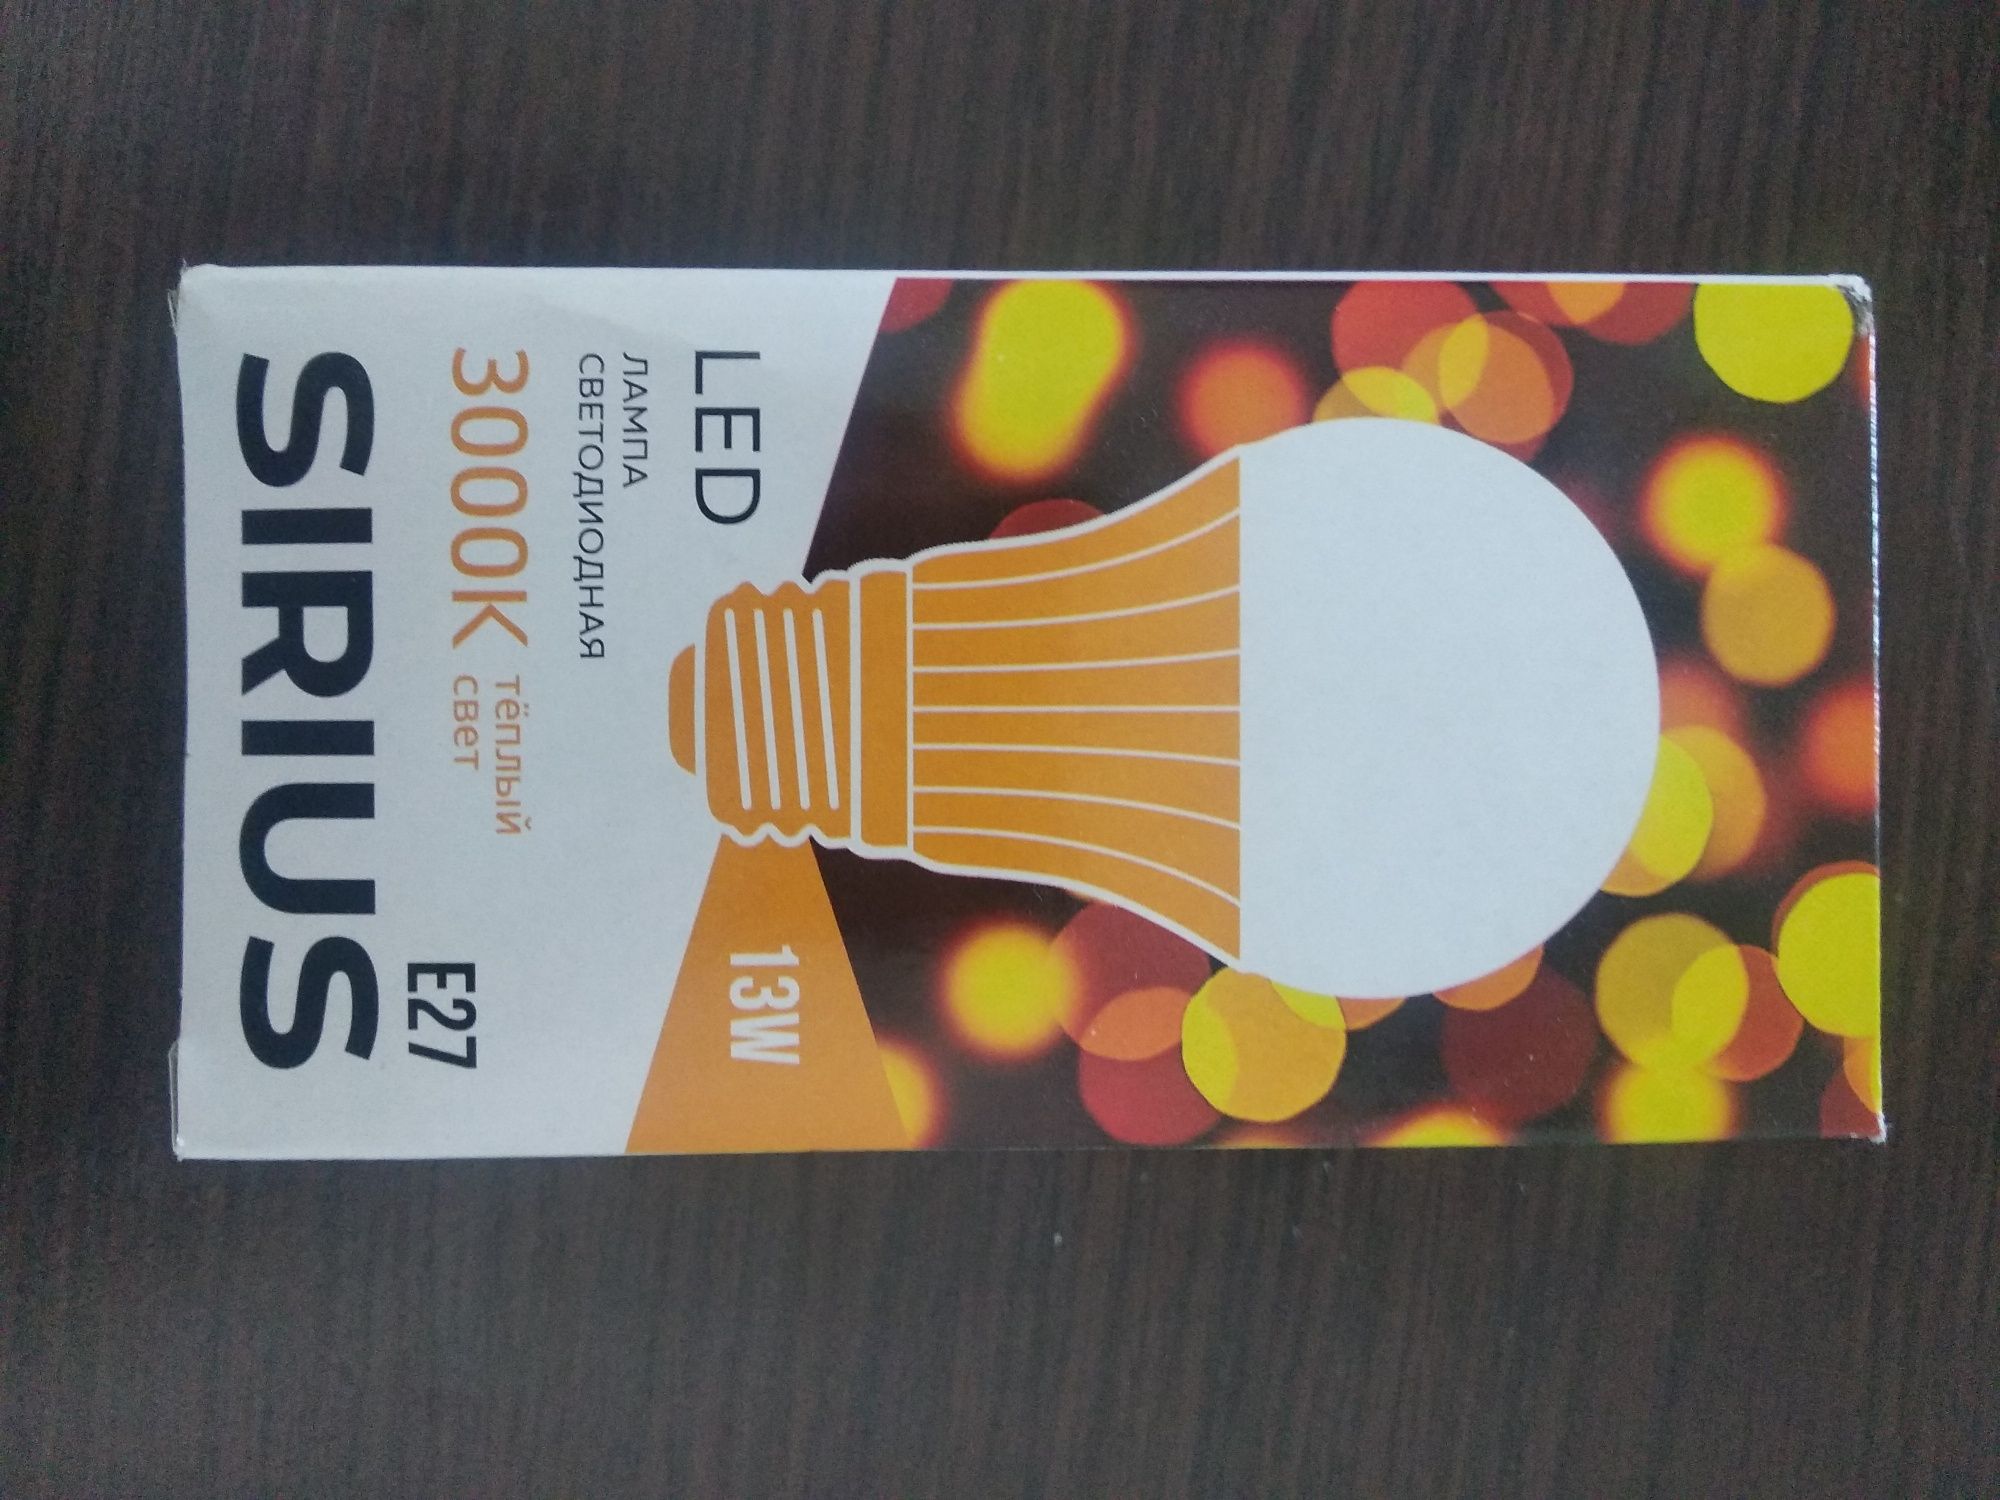 SIRIUS
E27
3000K тёплый
свет
ЛАМПА
СВЕТОДИОДНАЯ
LED
13W